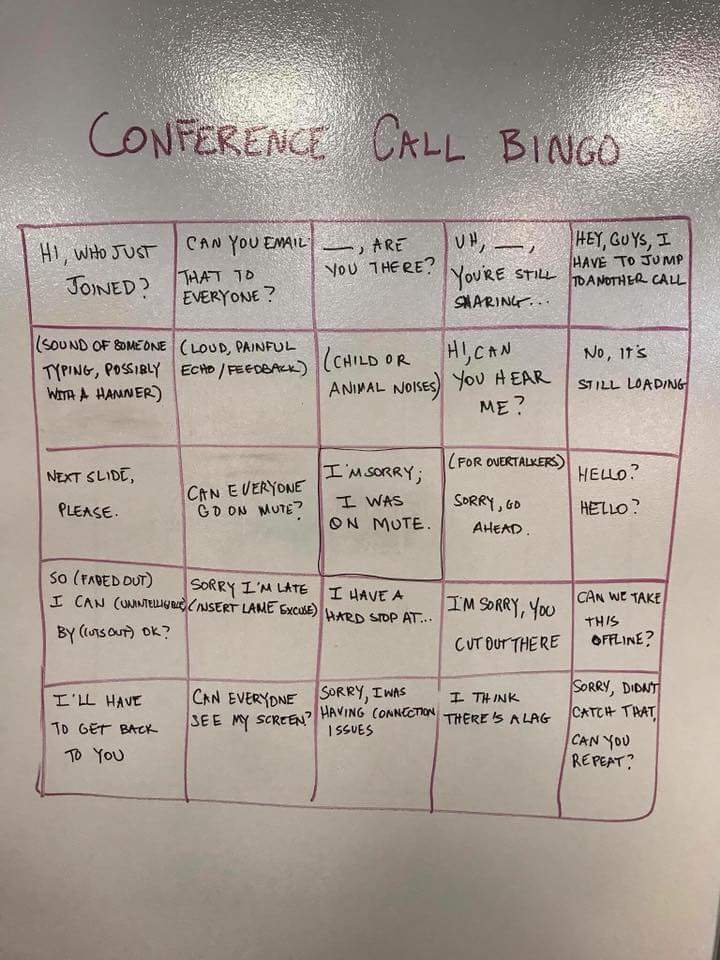 CONFERENCE CALL BINGO
HI, WHO JUST
JOINED?
CAN YOU EMAIL
THAT TO
EVERYONE?
__, ARE
YOU THERE?
UH, __,
YOU'RE STILL
SHARING...
HEY, GUYS, I
HAVE TO JUMP
TO ANOTHER CALL
(SOUND OF SOMEONE
TYPING, POSSIBLY
WITH A HAMMER)
(LOUD, PAINFUL
ECHO/FEEDBACK)
(CHILD OR
ANIMAL NOISES)
HI, CAN
YOU HEAR
ME?
NO, IT'S
STILL LOADING
NEXT SLIDE,
PLEASE.
CAN EVERYONE
GO ON MUTE?
I'M SORRY;
I WAS
ON MUTE.
(FOR OVERTALKERS)
SORRY, GO
AHEAD.
HELLO?
HELLO?
SO (FADED OUT)
I CAN (UNINTELLIGIBLE)
BY (CUTS OUT) OK?
SORRY I'M LATE
(INSERT LAME EXCUSE)
I HAVE A
HARD STOP AT...
I'M SORRY, YOU
CUT OUT THERE
CAN WE TAKE
THIS
OFFLINE?
I'LL HAVE
TO GET BACK
TO YOU
CAN EVERYONE
SEE MY SCREEN?
SORRY, I WAS
HAVING CONNECTION
ISSUES
I THINK
THERE'S A LAG
SORRY, DIDN'T
CATCH THAT,
CAN YOU
REPEAT?